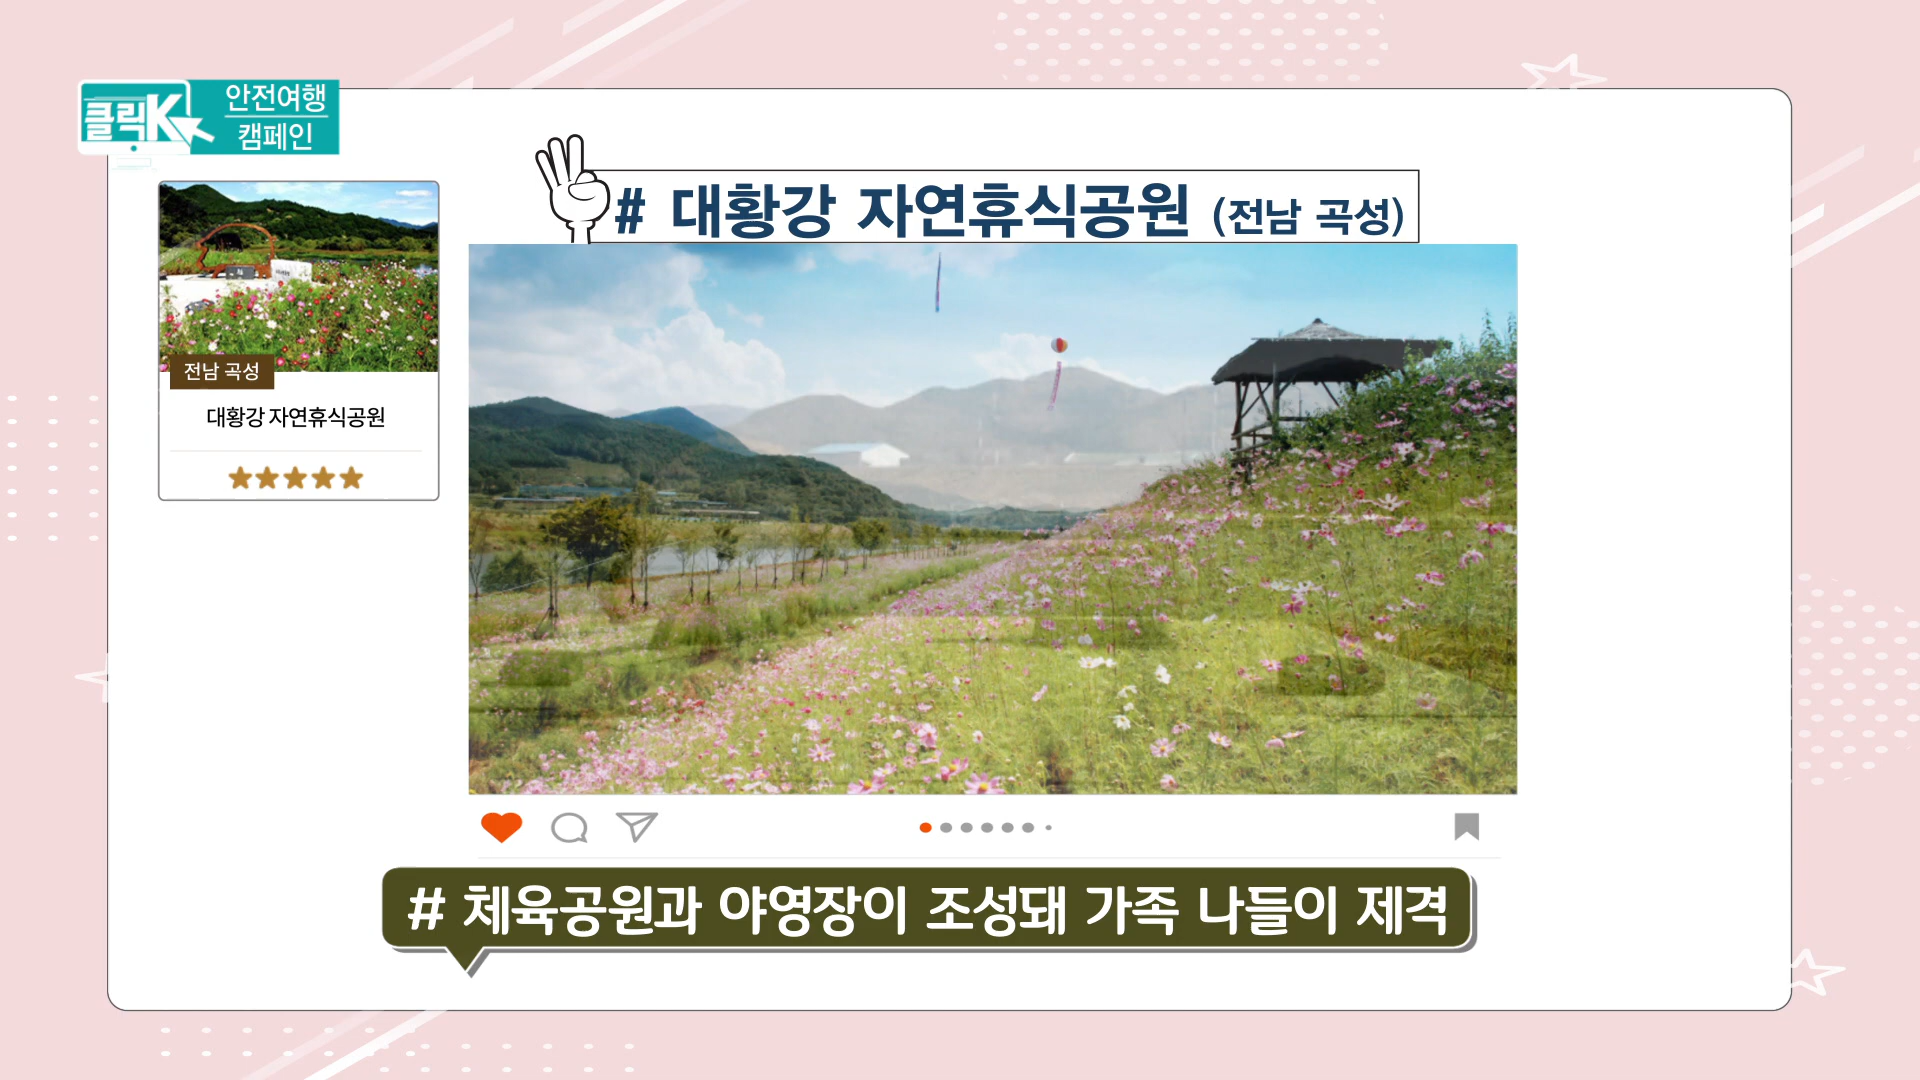 클릭K
안전여행
캠페인
# 대황강 자연휴식공원 (전남 곡성)
전남 곡성
대황강 자연휴식공원
# 체육공원과 야영장이 조성돼 가족 나들이 제격